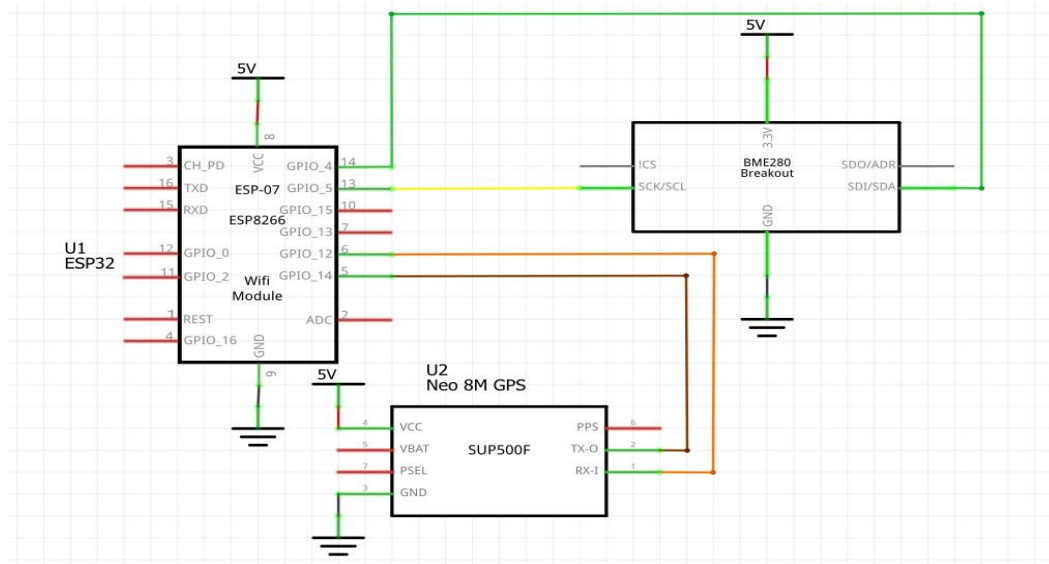 5V
5V
8
VCC
3.3V
3
CH_PD
GPIO_4
14
!CS
BME280
Breakout
SDO/ADR
16
TXD
ESP-07
GPIO_5
13
SCK/SCL
SDI/SDA
15
RXD
ESP8266
GPIO_15
10
GPIO_13
7
GND
U1
ESP32
12
GPIO_0
GPIO_12
6
11
GPIO_2
GPIO_14
5
Wifi
Module
1
REST
ADC
2
4
GPIO_16
GND
9
5V
U2
Neo 8M GPS
4
VCC
PPS
6
5
VBAT
SUP500F
TX-O
2
7
PSEL
RX-I
1
3
GND